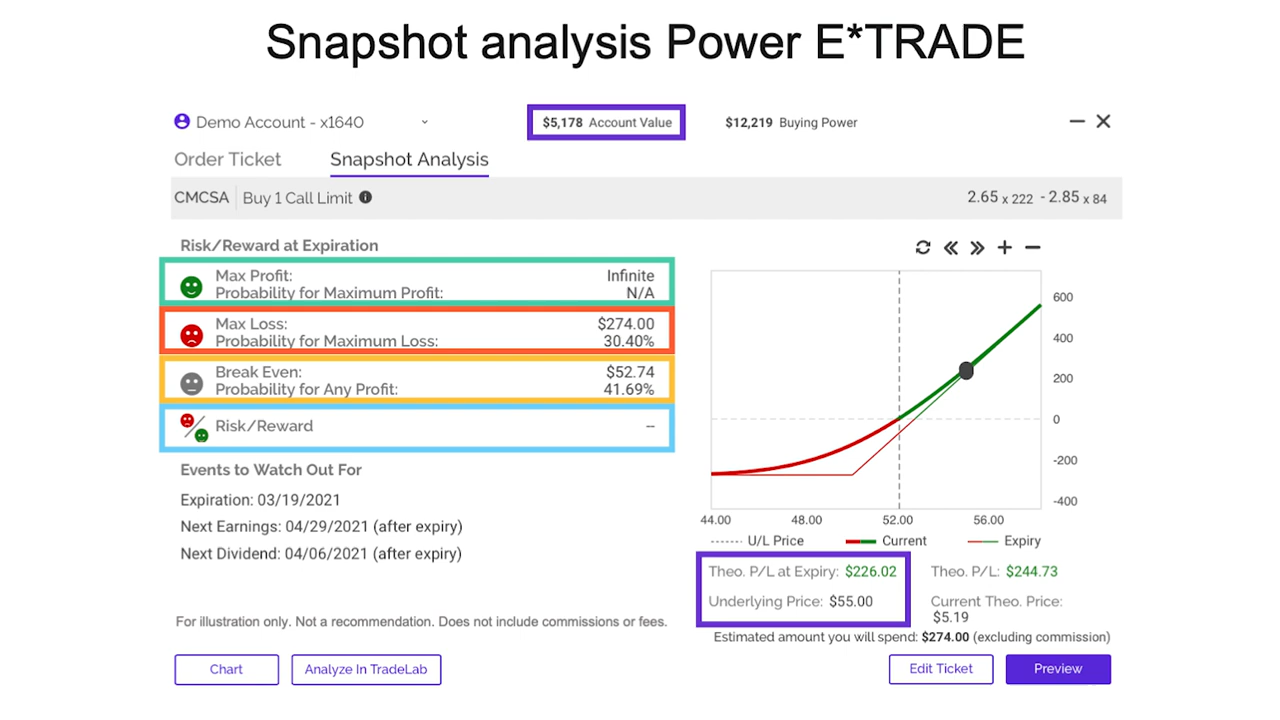 Snapshot analysis Power E*TRADE
Demo Account - x1640
$5,178 Account Value
$12,219 Buying Power
Order Ticket
Snapshot Analysis
CMCSA Buy 1 Call Limit
2.65 x 222 - 2.85 x 84
Risk/Reward at Expiration
Max Profit: Infinite
Probability for Maximum Profit: N/A
Max Loss: $274.00
Probability for Maximum Loss: 30.40%
Break Even: $52.74
Probability for Any Profit: 41.69%
Risk/Reward --
Events to Watch Out For
Expiration: 03/19/2021
Next Earnings: 04/29/2021 (after expiry)
Next Dividend: 04/06/2021 (after expiry)
600
400
200
0
-200
-400
44.00 48.00 52.00 56.00
U/L Price Current Expiry
Theo. P/L at Expiry: $226.02
Underlying Price: $55.00
Theo. P/L: $244.73
Current Theo. Price:
$5.19
For illustration only. Not a recommendation. Does not include commissions or fees.
Estimated amount you will spend: $274.00 (excluding commission)
Chart
Analyze In TradeLab
Edit Ticket
Preview